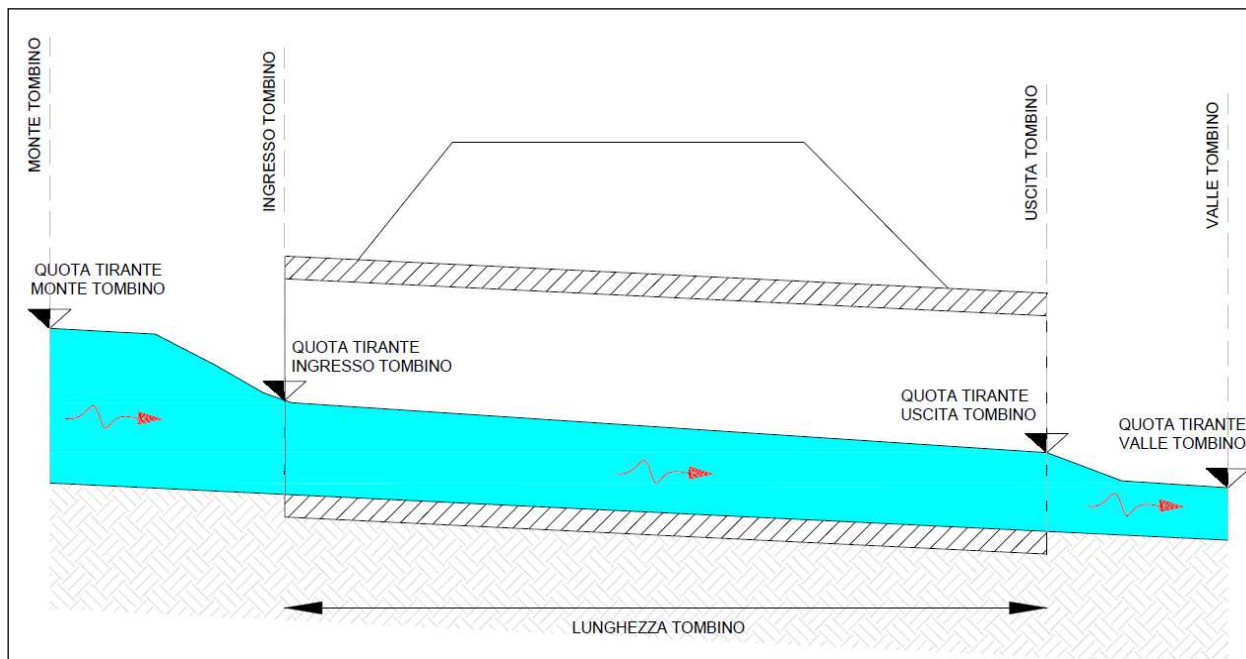 MONTE TOMBINO
INGRESSO TOMBINO
USCITA TOMBINO
VALLE TOMBINO
QUOTA TIRANTE
MONTE TOMBINO
QUOTA TIRANTE
INGRESSO TOMBINO
QUOTA TIRANTE
USCITA TOMBINO
QUOTA TIRANTE
VALLE TOMBINO
LUNGHEZZA TOMBINO